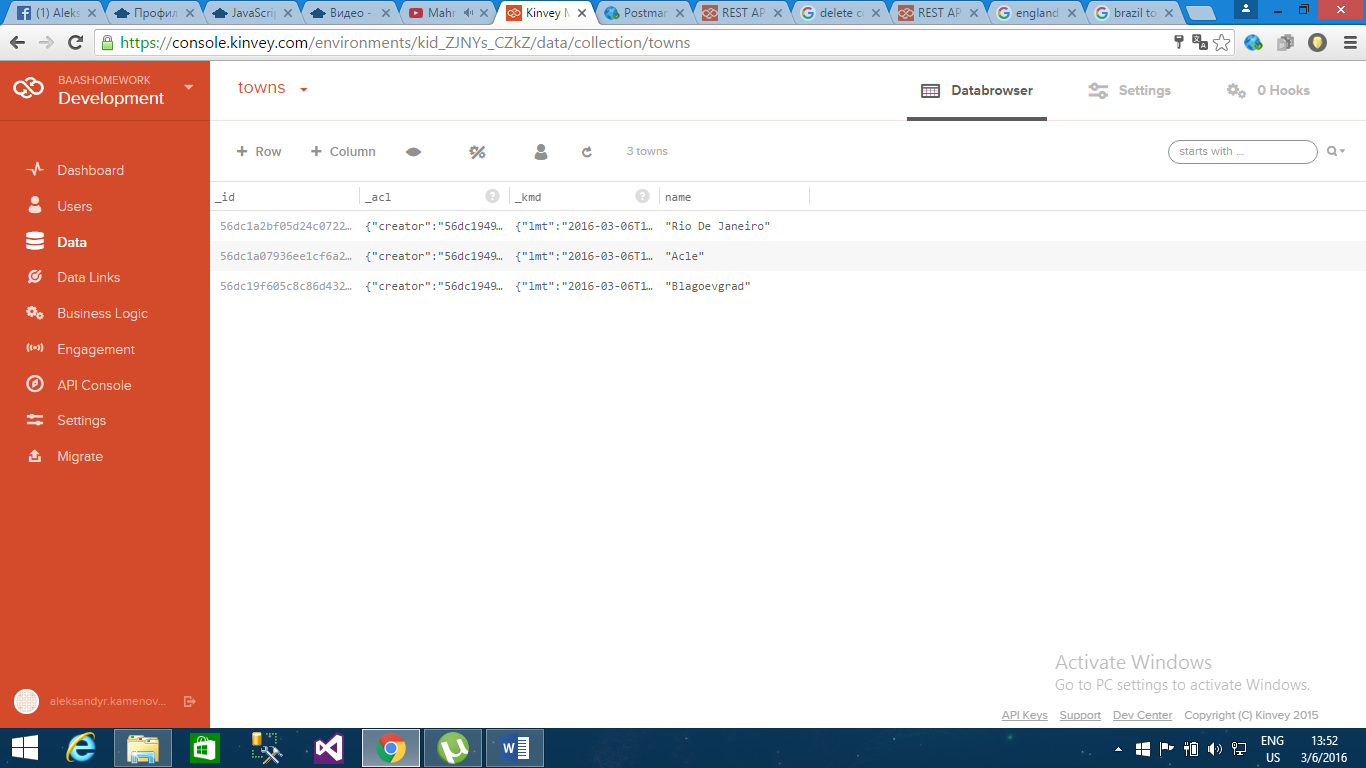 (1) Aleks
Профил
JavaScrip
Видео -
Mahr
Kinvey M
Postmar
REST AP
delete co
REST AP
england
brazil to
https://console.kinvey.com/environments/kid_ZJNYs_CZkZ/data/collection/towns
BAASHOMEWORK
Development
towns
Databrowser
Settings
0 Hooks
Dashboard
Users
Data
Data Links
Business Logic
Engagement
API Console
Settings
Migrate
aleksandyr.kamenov...
+ Row
+ Column
3 towns
starts with ...
_id _acl ? _kmd ? name
56dc1a2bf05d24c0722… {"creator":"56dc1949… {"lmt":"2016-03-06T1… "Rio De Janeiro"
56dc1a07936ee1cf6a2… {"creator":"56dc1949… {"lmt":"2016-03-06T1… "Acle"
56dc19f605c8c86d432… {"creator":"56dc1949… {"lmt":"2016-03-06T1… "Blagoevgrad"
Activate Windows
Go to PC settings to activate Windows.
API Keys Support Dev Center Copyright (C) Kinvey 2015
ENG
US
13:52
3/6/2016